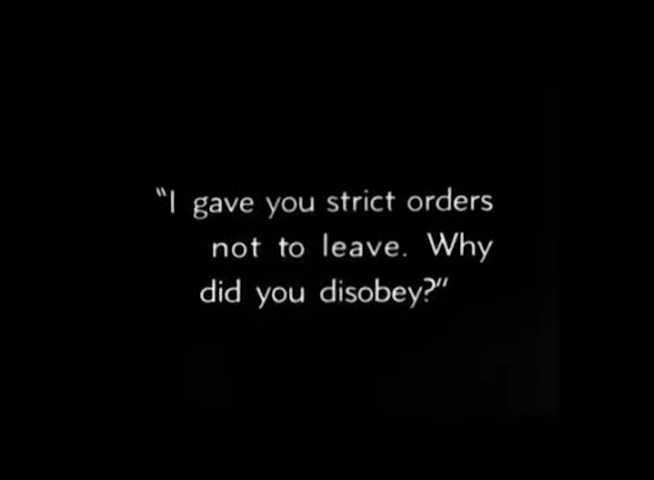 “I gave you strict orders
not to leave. Why
did you disobey?”